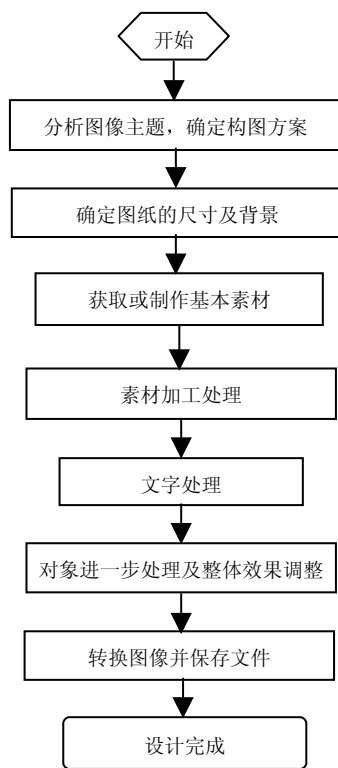 开始
分析图像主题，确定构图方案
确定图纸的尺寸及背景
获取或制作基本素材
素材加工处理
文字处理
对象进一步处理及整体效果调整
转换图像并保存文件
设计完成